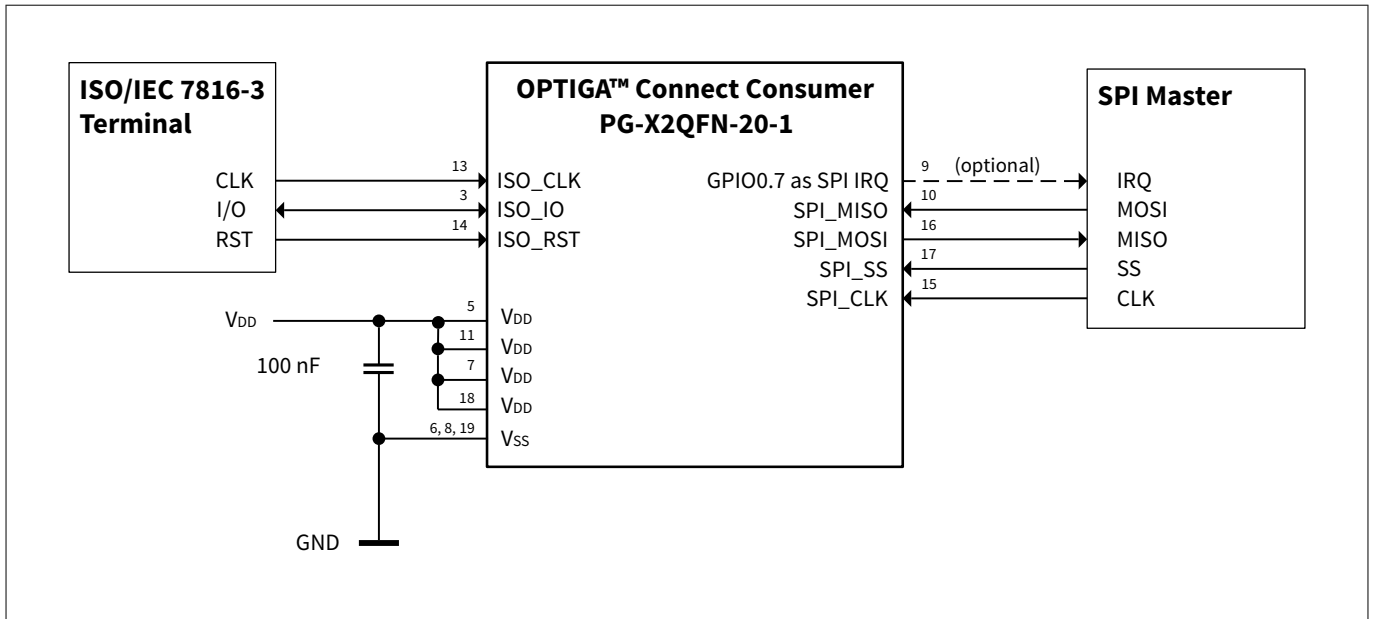 ISO/IEC 7816-3
Terminal
CLK
I/O
RST
13
3
14
OPTIGA™ Connect Consumer
PG-X2QFN-20-1
ISO_CLK
ISO_IO
ISO_RST
GPIO0.7 as SPI IRQ
SPI_MISO
SPI_MOSI
SPI_SS
SPI_CLK
9 (optional)
10
16
17
15
SPI Master
IRQ
MOSI
MISO
SS
CLK
VDD
100 nF
5
11
7
18
6, 8, 19
VDD
VDD
VDD
VDD
VSS
GND